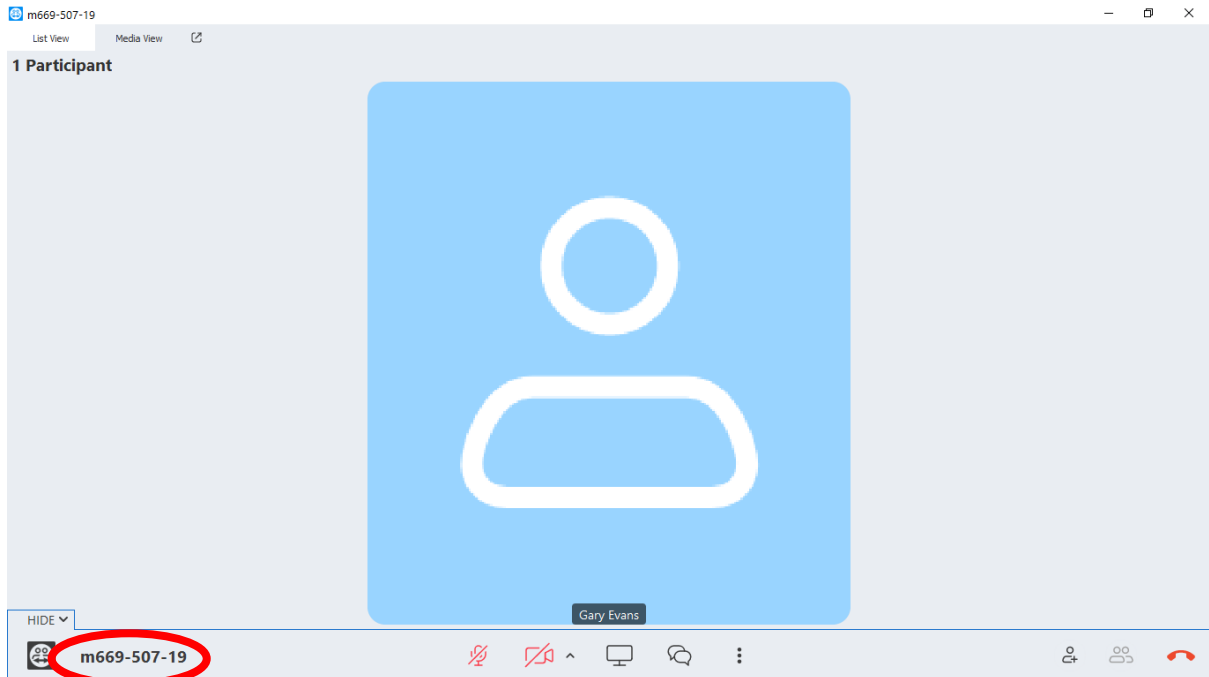 m669-507-19
List View
Media View
1 Participant
Gary Evans
HIDE
m669-507-19